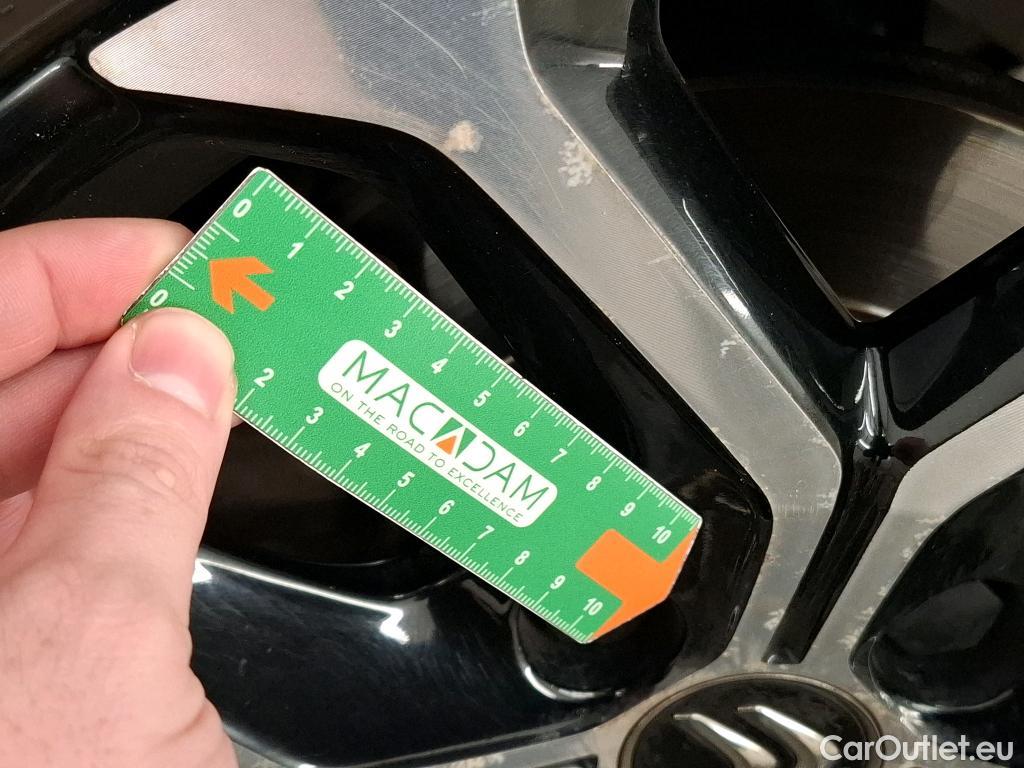 0 1 2 3 4 5 6 7 8 9 10
MACADAM
ON THE ROAD TO EXCELLENCE
0 2 3 4 5 6 7 8 9 10
CarOutlet.eu